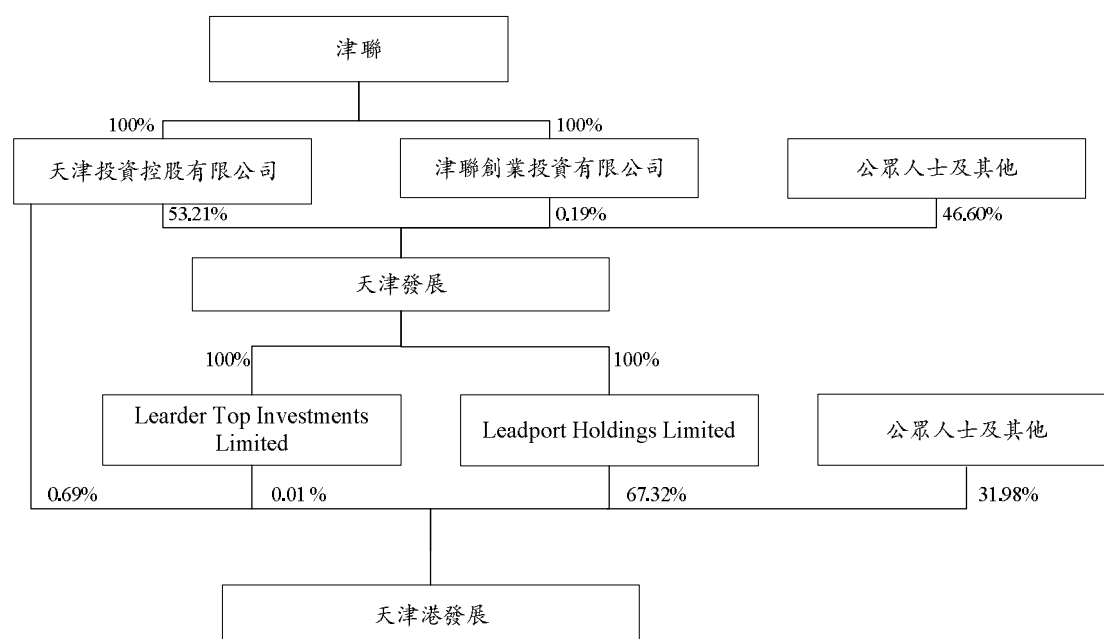 津聯
100%
100%
天津投資控股有限公司
津聯創業投資有限公司
公眾人士及其他
53.21%
0.19%
46.60%
天津發展
100%
100%
Learder Top Investments
Limited
Leadport Holdings Limited
公眾人士及其他
0.69%
0.01%
67.32%
31.98%
天津港發展